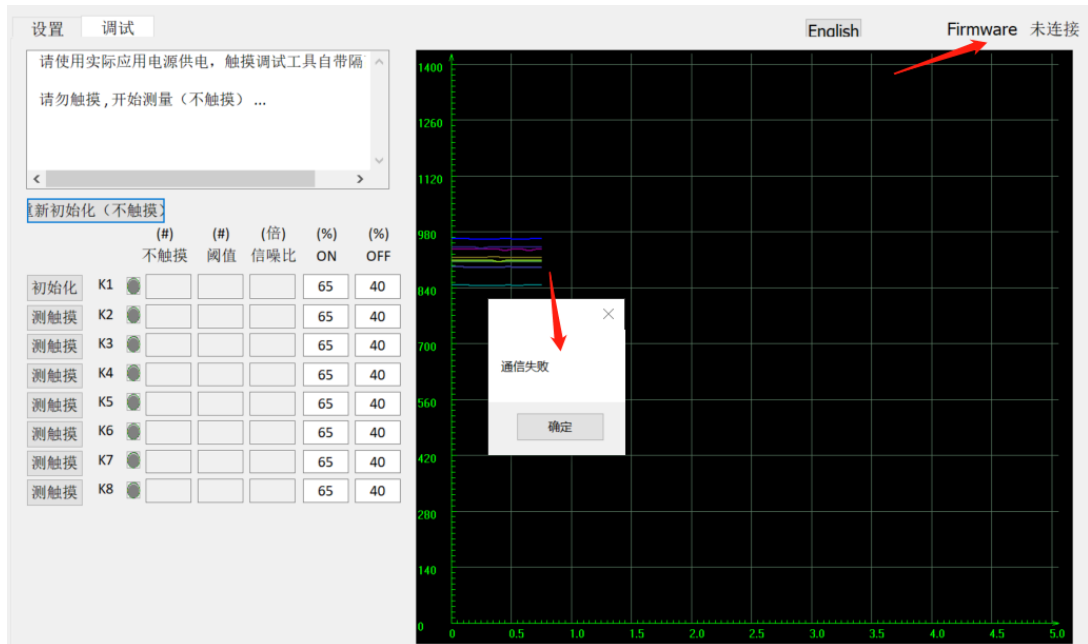 设置 调试 English Firmware 未连接
请使用实际应用电源供电，触摸调试工具自带隔
请勿触摸,开始测量（不触摸）...
新初始化（不触摸）
(#) (#) (倍) (%) (%)
不触摸 阈值 信噪比 ON OFF
初始化 K1 65 40
测触摸 K2 65 40
测触摸 K3 65 40
测触摸 K4 65 40
测触摸 K5 65 40
测触摸 K6 65 40
测触摸 K7 65 40
测触摸 K8 65 40
1400
1260
1120
980
840
700
560
420
280
140
0
0 0.5 1.0 1.5 2.0 2.5 3.0 3.5 4.0 4.5 5.0
通信失败
确定